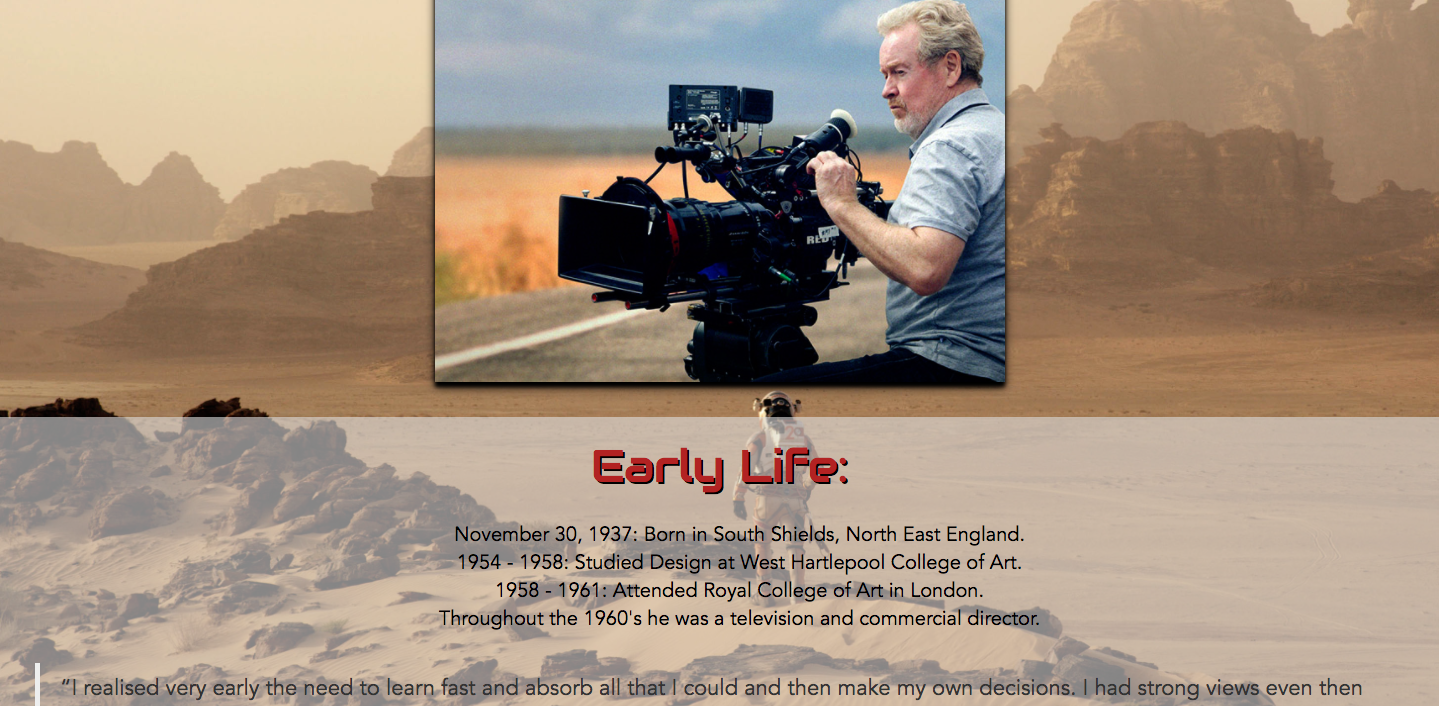 RED
Early Life:
November 30, 1937: Born in South Shields, North East England.
1954 - 1958: Studied Design at West Hartlepool College of Art.
1958 - 1961: Attended Royal College of Art in London.
Throughout the 1960's he was a television and commercial director.
“I realised very early the need to learn fast and absorb all that I could and then make my own decisions. I had strong views even then